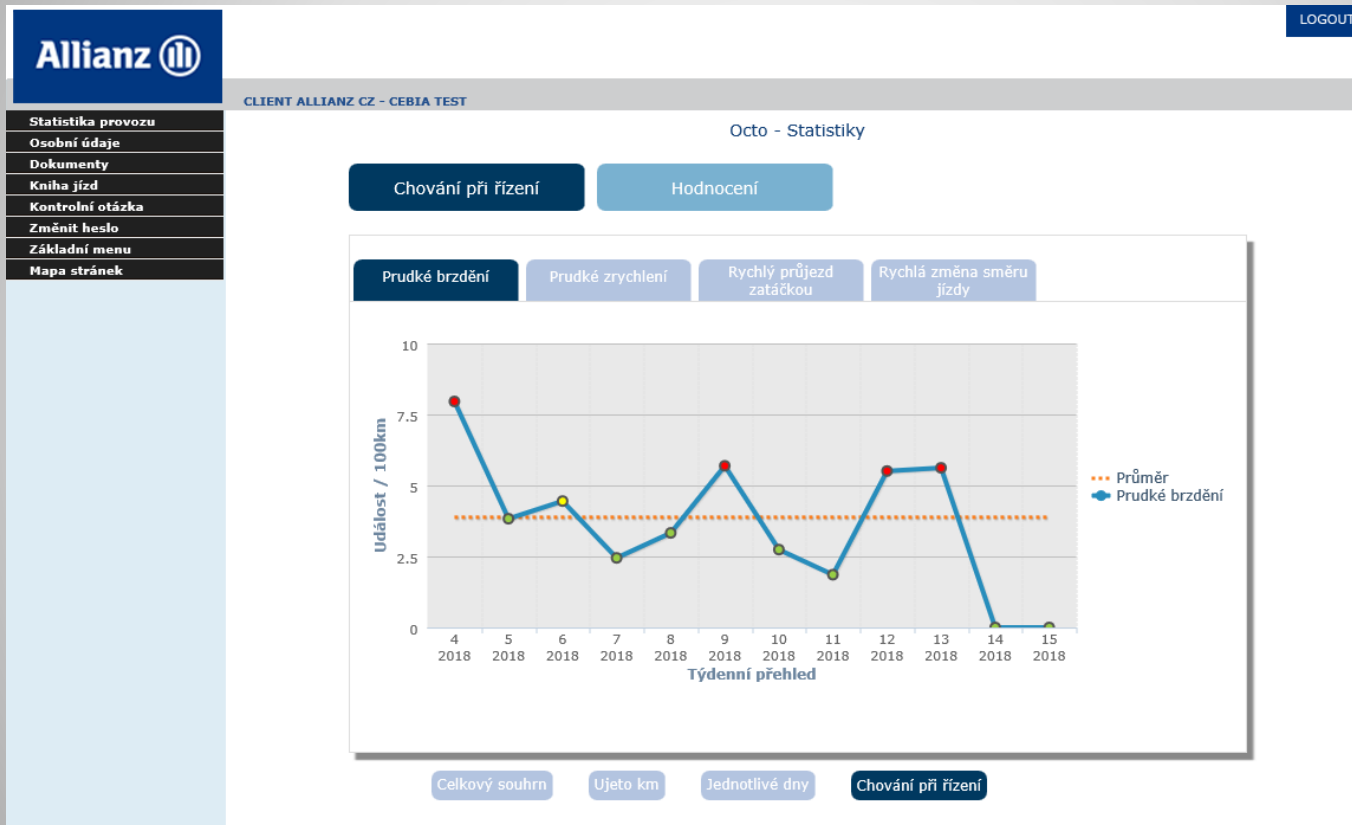 LOGOUT
Allianz
CLIENT ALLIANZ CZ - CEBIA TEST
Statistika provozu
Osobní údaje
Dokumenty
Kniha jízd
Kontrolní otázka
Změnit heslo
Základní menu
Mapa stránek
Octo - Statistiky
Chování při řízení
Hodnocení
Prudké brzdění
Prudké zrychlení
Rychlý průjezd
zatáčkou
Rychlá změna směru
jízdy
10
7.5
5
2.5
0
Událost / 100km
4 5 6 7 8 9 10 11 12 13 14 15
2018 2018 2018 2018 2018 2018 2018 2018 2018 2018 2018 2018
Týdenní přehled
Průměr
Prudké brzdění
Celkový souhrn
Ujeto km
Jednotlivé dny
Chování při řízení